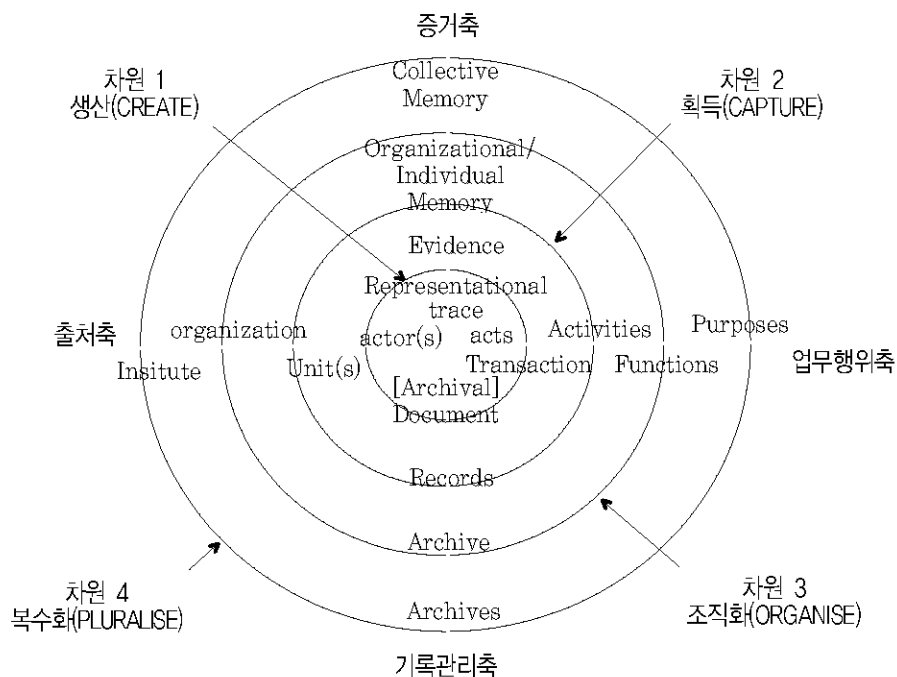 증거축
차원 1
생산(CREATE)
Collective
Memory
차원 2
획득(CAPTURE)
Organizational/
Individual
Memory
Evidence
Representational
trace
출처축
organization
actor(s)
acts
Activities
Purposes
Insitute
Unit(s)
Transaction
Functions
업무행위축
[Archival]
Document
Records
Archive
차원 4
복수화(PLURALISE)
Archives
차원 3
조직화(ORGANISE)
기록관리축